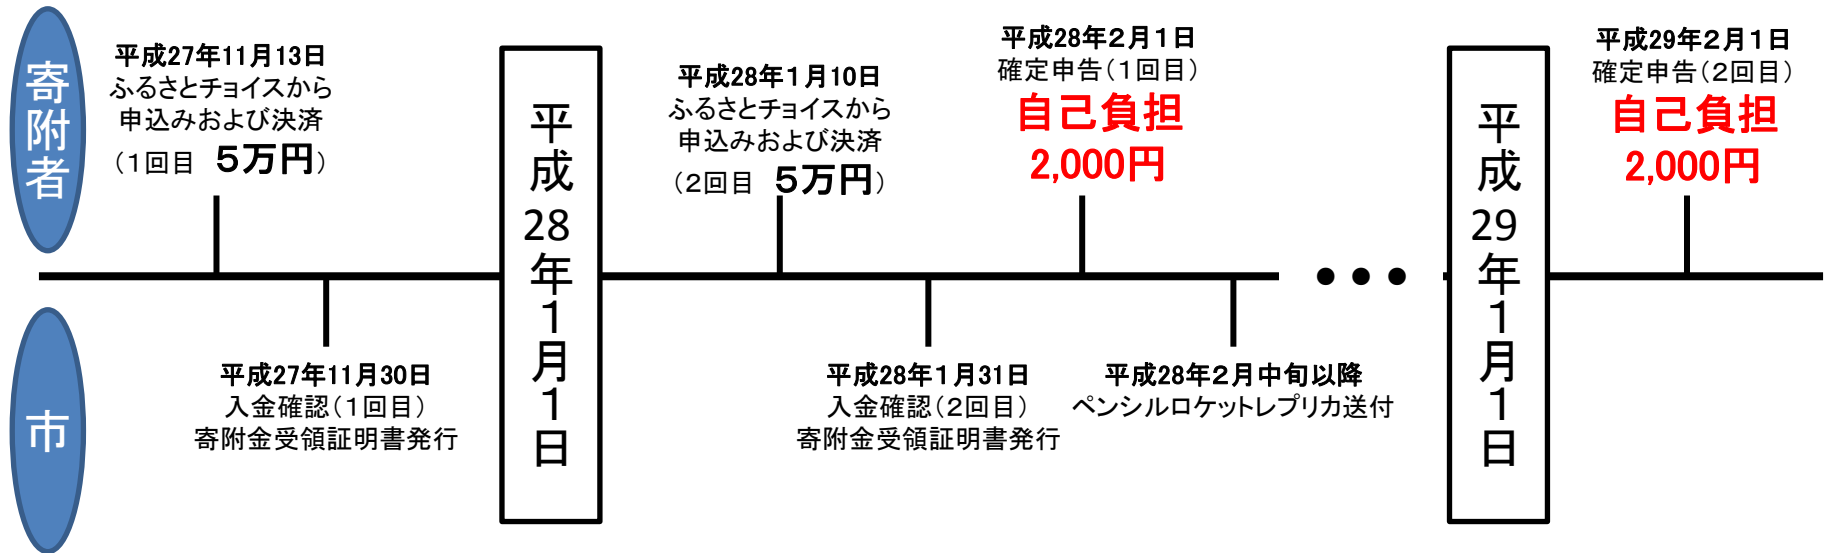 寄附者
平成27年11月13日
ふるさとチョイスから
申込みおよび決済
(1回目 5万円)
平成28年1月1日
平成28年1月10日
ふるさとチョイスから
申込みおよび決済
(2回目 5万円)
平成28年2月1日
確定申告(1回目)
自己負担
2,000円
平成29年1月1日
平成29年2月1日
確定申告(2回目)
自己負担
2,000円
市
平成27年11月30日
入金確認(1回目)
寄附金受領証明書発行
平成28年1月31日
入金確認(2回目)
寄附金受領証明書発行
平成28年2月中旬以降
ペンシルロケットレプリカ送付